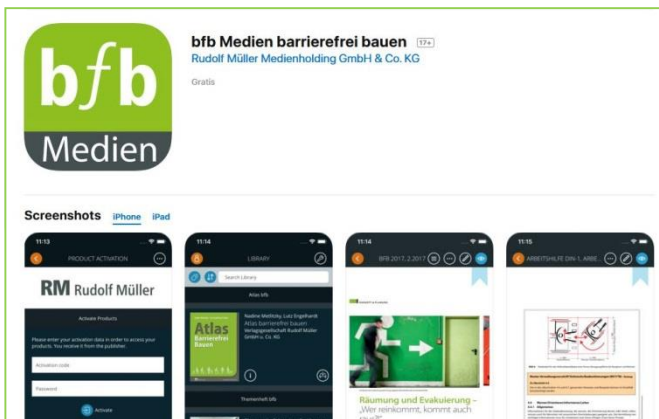 bfb
Medien
bfb Medien barrierefrei bauen 17+
Rudolf Müller Medienholding GmbH & Co. KG
Gratis
Screenshots iPhone iPad
11:13
PRODUCT ACTIVATION
RM Rudolf Müller
Activate Products
Please enter your activation data in order to access your
products. You receive it from the publisher.
Activation code
Password
Activate
11:14
LIBRARY
Search Library
Atlas bfb
Atlas
Barrierefrei
Bauen
Nadine Metlitzky, Lutz Engelhardt
Atlas barrierefrei bauen
Verlagsgesellschaft Rudolf Müller
GmbH u. Co. KG
Themenheft bfb
11:14
BFB 2017, 2.2017
Räumung und Evakuierung –
„Wer reinkommt, kommt auch
11:15
ARBEITSHILFE DIN-1, ARBE...